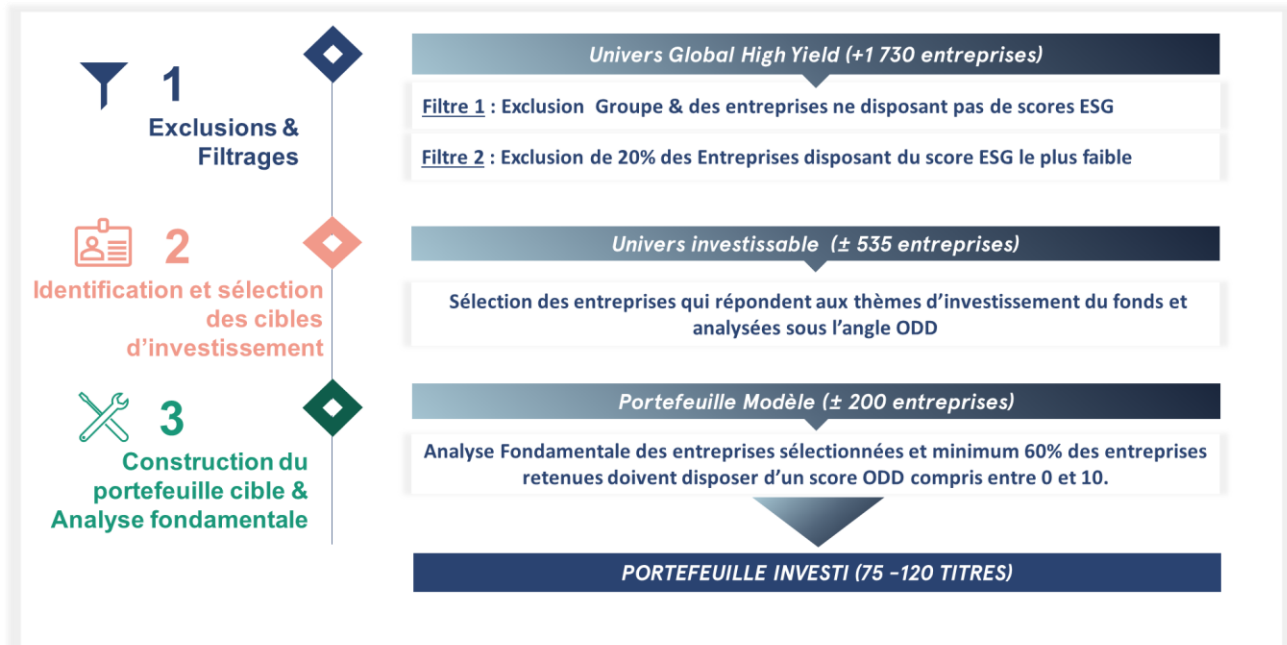 1
Exclusions &
Filtrages
Univers Global High Yield (+1 730 entreprises)
Filtre 1 : Exclusion Groupe & des entreprises ne disposant pas de scores ESG
Filtre 2 : Exclusion de 20% des Entreprises disposant du score ESG le plus faible
2
Identification et sélection
des cibles
d'investissement
Univers investissable (± 535 entreprises)
Sélection des entreprises qui répondent aux thèmes d'investissement du fonds et
analysées sous l'angle ODD
3
Construction du
portefeuille cible &
Analyse fondamentale
Portefeuille Modèle (± 200 entreprises)
Analyse Fondamentale des entreprises sélectionnées et minimum 60% des entreprises
retenues doivent disposer d'un score ODD compris entre 0 et 10.
PORTEFEUILLE INVESTI (75 –120 TITRES)